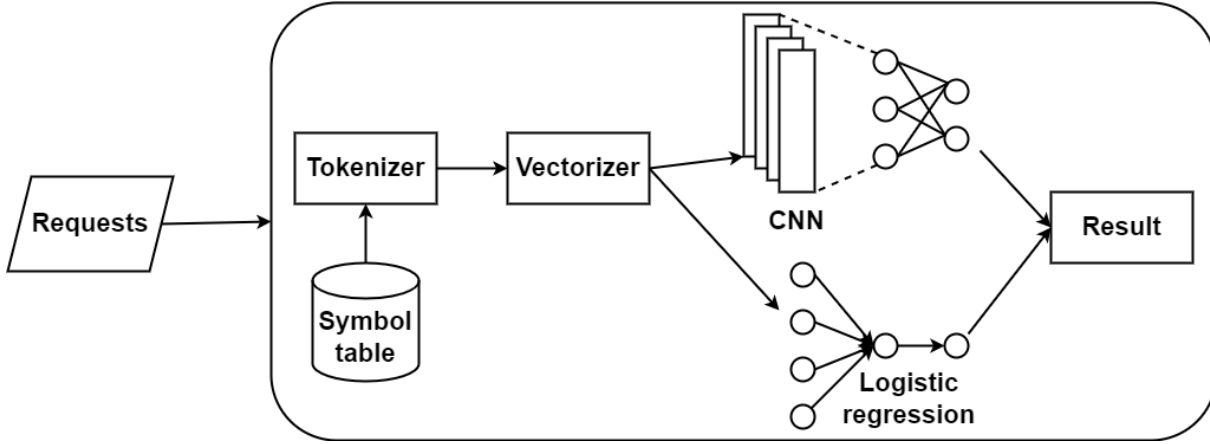 Requests
Tokenizer
Symbol
table
Vectorizer
CNN
Logistic
regression
Result